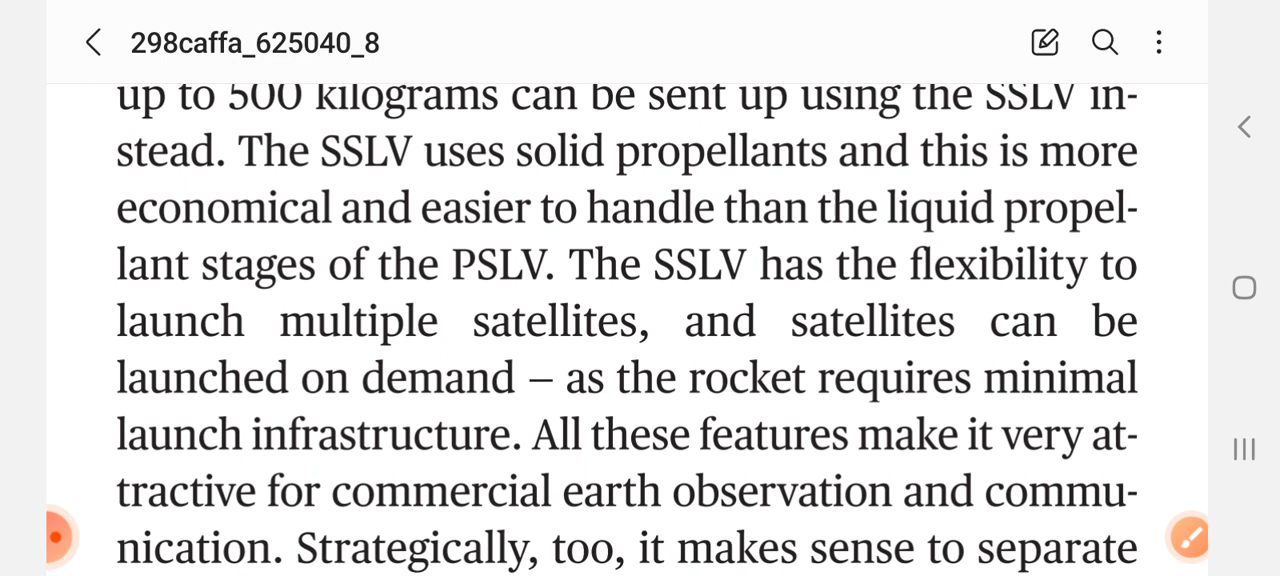 298caffa_625040_8
up to 500 kilograms can be sent up using the SSLV in-
stead. The SSLV uses solid propellants and this is more
economical and easier to handle than the liquid propel-
lant stages of the PSLV. The SSLV has the flexibility to
launch multiple satellites, and satellites can be
launched on demand – as the rocket requires minimal
launch infrastructure. All these features make it very at-
tractive for commercial earth observation and commu-
nication. Strategically, too, it makes sense to separate